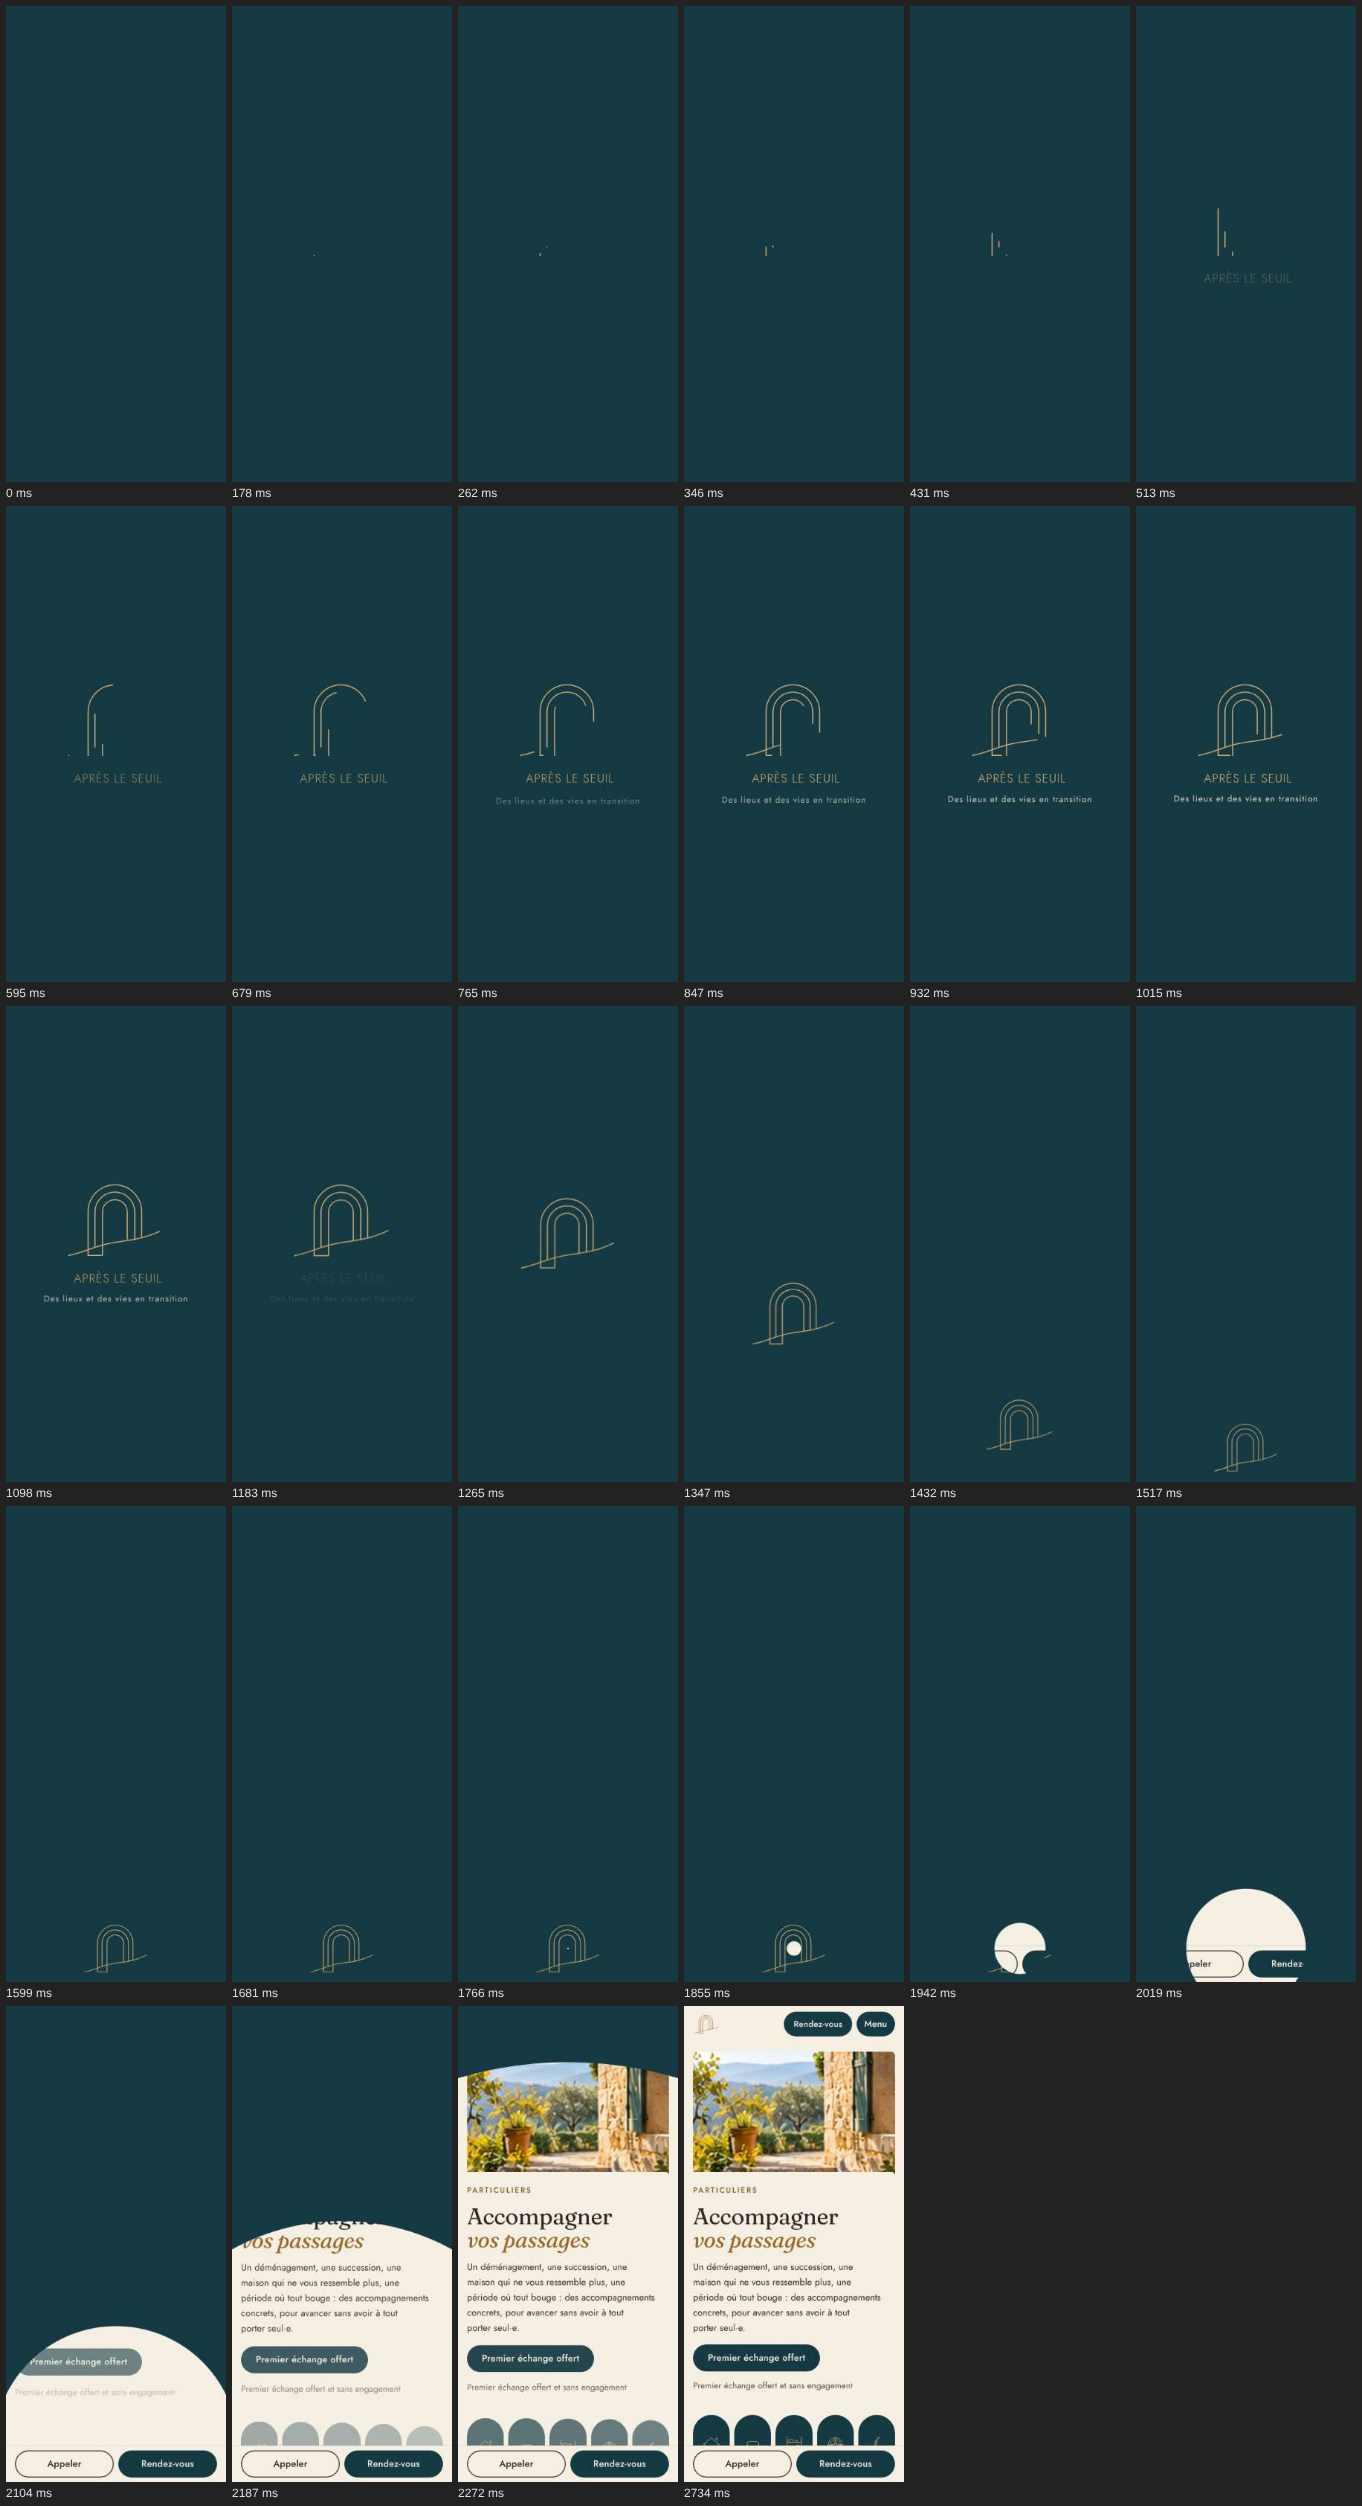 0 ms
178 ms
262 ms
346 ms
431 ms
APRÈS LE SEUIL
513 ms
APRÈS LE SEUIL
595 ms
APRÈS LE SEUIL
679 ms
APRÈS LE SEUIL
Des lieux et des vies en transition
765 ms
APRÈS LE SEUIL
Des lieux et des vies en transition
847 ms
APRÈS LE SEUIL
Des lieux et des vies en transition
932 ms
APRÈS LE SEUIL
Des lieux et des vies en transition
1015 ms
APRÈS LE SEUIL
Des lieux et des vies en transition
1098 ms
APRÈS LE SEUIL
Des lieux et des vies en transition
1183 ms
1265 ms
1347 ms
1432 ms
1517 ms
1599 ms
1681 ms
1766 ms
1855 ms
1942 ms
peler
Rendez-
2019 ms
Premier échange offert
Premier échange offert et sans engagement
Appeler
Rendez-vous
2104 ms
vos passages
Un déménagement, une succession, une
maison qui ne vous ressemble plus, une
période où tout bouge : des accompagnements
concrets, pour avancer sans avoir à tout
porter seul·e.
Premier échange offert
Premier échange offert et sans engagement
Appeler
Rendez-vous
2187 ms
PARTICULIERS
Accompagner
vos passages
Un déménagement, une succession, une
maison qui ne vous ressemble plus, une
période où tout bouge : des accompagnements
concrets, pour avancer sans avoir à tout
porter seul·e.
Premier échange offert
Premier échange offert et sans engagement
Appeler
Rendez-vous
2272 ms
Rendez-vous
Menu
PARTICULIERS
Accompagner
vos passages
Un déménagement, une succession, une
maison qui ne vous ressemble plus, une
période où tout bouge : des accompagnements
concrets, pour avancer sans avoir à tout
porter seul·e.
Premier échange offert
Premier échange offert et sans engagement
Appeler
Rendez-vous
2734 ms